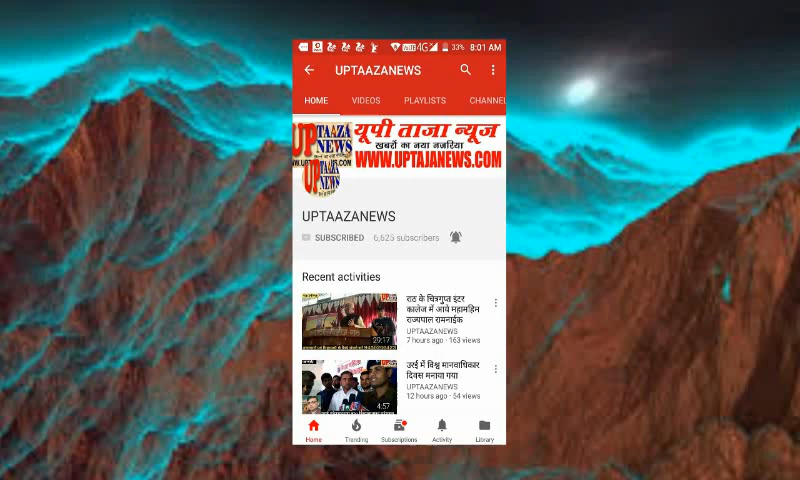 33% 8:01 AM
UPTAAZANEWS
HOME VIDEOS PLAYLISTS CHANNEL
UP TAAZA NEWS
यूपी ताजा न्यूज
खबरों का नया नजरिया
WWW.UPTAJANEWS.COM
UPTAAZANEWS
SUBSCRIBED 6,625 subscribers
Recent activities
राठ के चित्रगुप्त इंटर
कालेज में आये महामहिम
राज्यपाल रामनाईक
UPTAAZANEWS
7 hours ago · 163 views
29:17
उरई में विश्व मानवाधिकार
दिवस मनाया गया
UPTAAZANEWS
12 hours ago · 54 views
4:57
Home Trending Subscriptions Activity Library